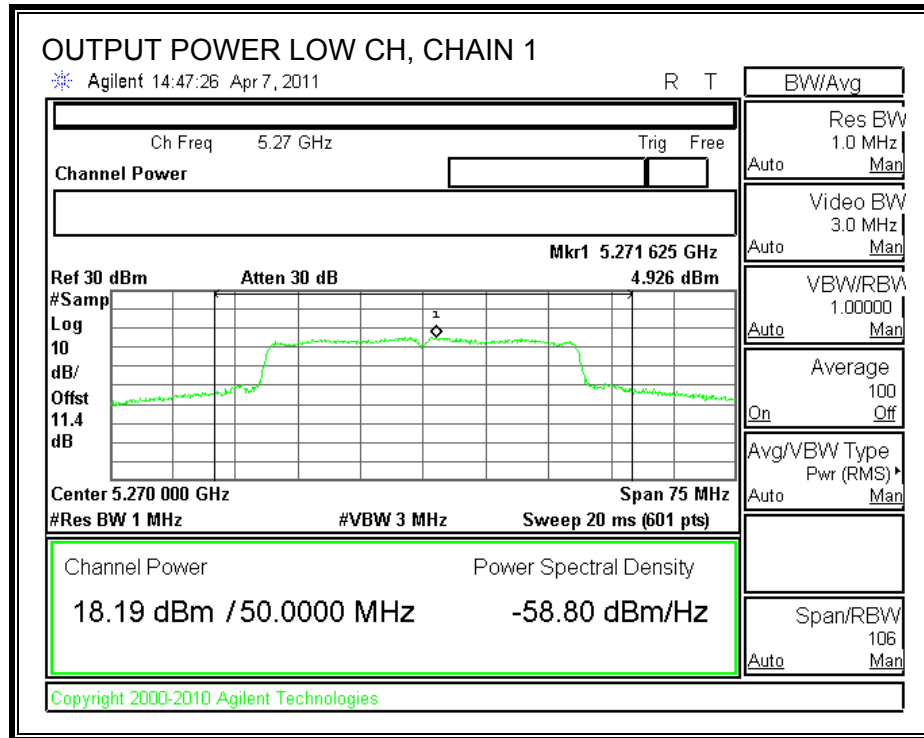 OUTPUT POWER LOW CH, CHAIN 1
Agilent 14:47:26 Apr 7, 2011 R T
BW/Avg
Ch Freq 5.27 GHz Trig Free
Channel Power
Res BW
1.0 MHz
Auto Man
Video BW
3.0 MHz
Auto Man
Mkr1 5.271 625 GHz
Ref 30 dBm Atten 30 dB 4.926 dBm
#Samp
Log
10
dB/
Offst
11.4
dB
1
VBW/RBW
1.00000
Auto Man
Average
100
On Off
Avg/VBW Type
Pwr (RMS)
Auto Man
Center 5.270 000 GHz Span 75 MHz
#Res BW 1 MHz #VBW 3 MHz Sweep 20 ms (601 pts)
Channel Power Power Spectral Density
18.19 dBm / 50.0000 MHz -58.80 dBm/Hz
Span/RBW
106
Auto Man
Copyright 2000-2010 Agilent Technologies